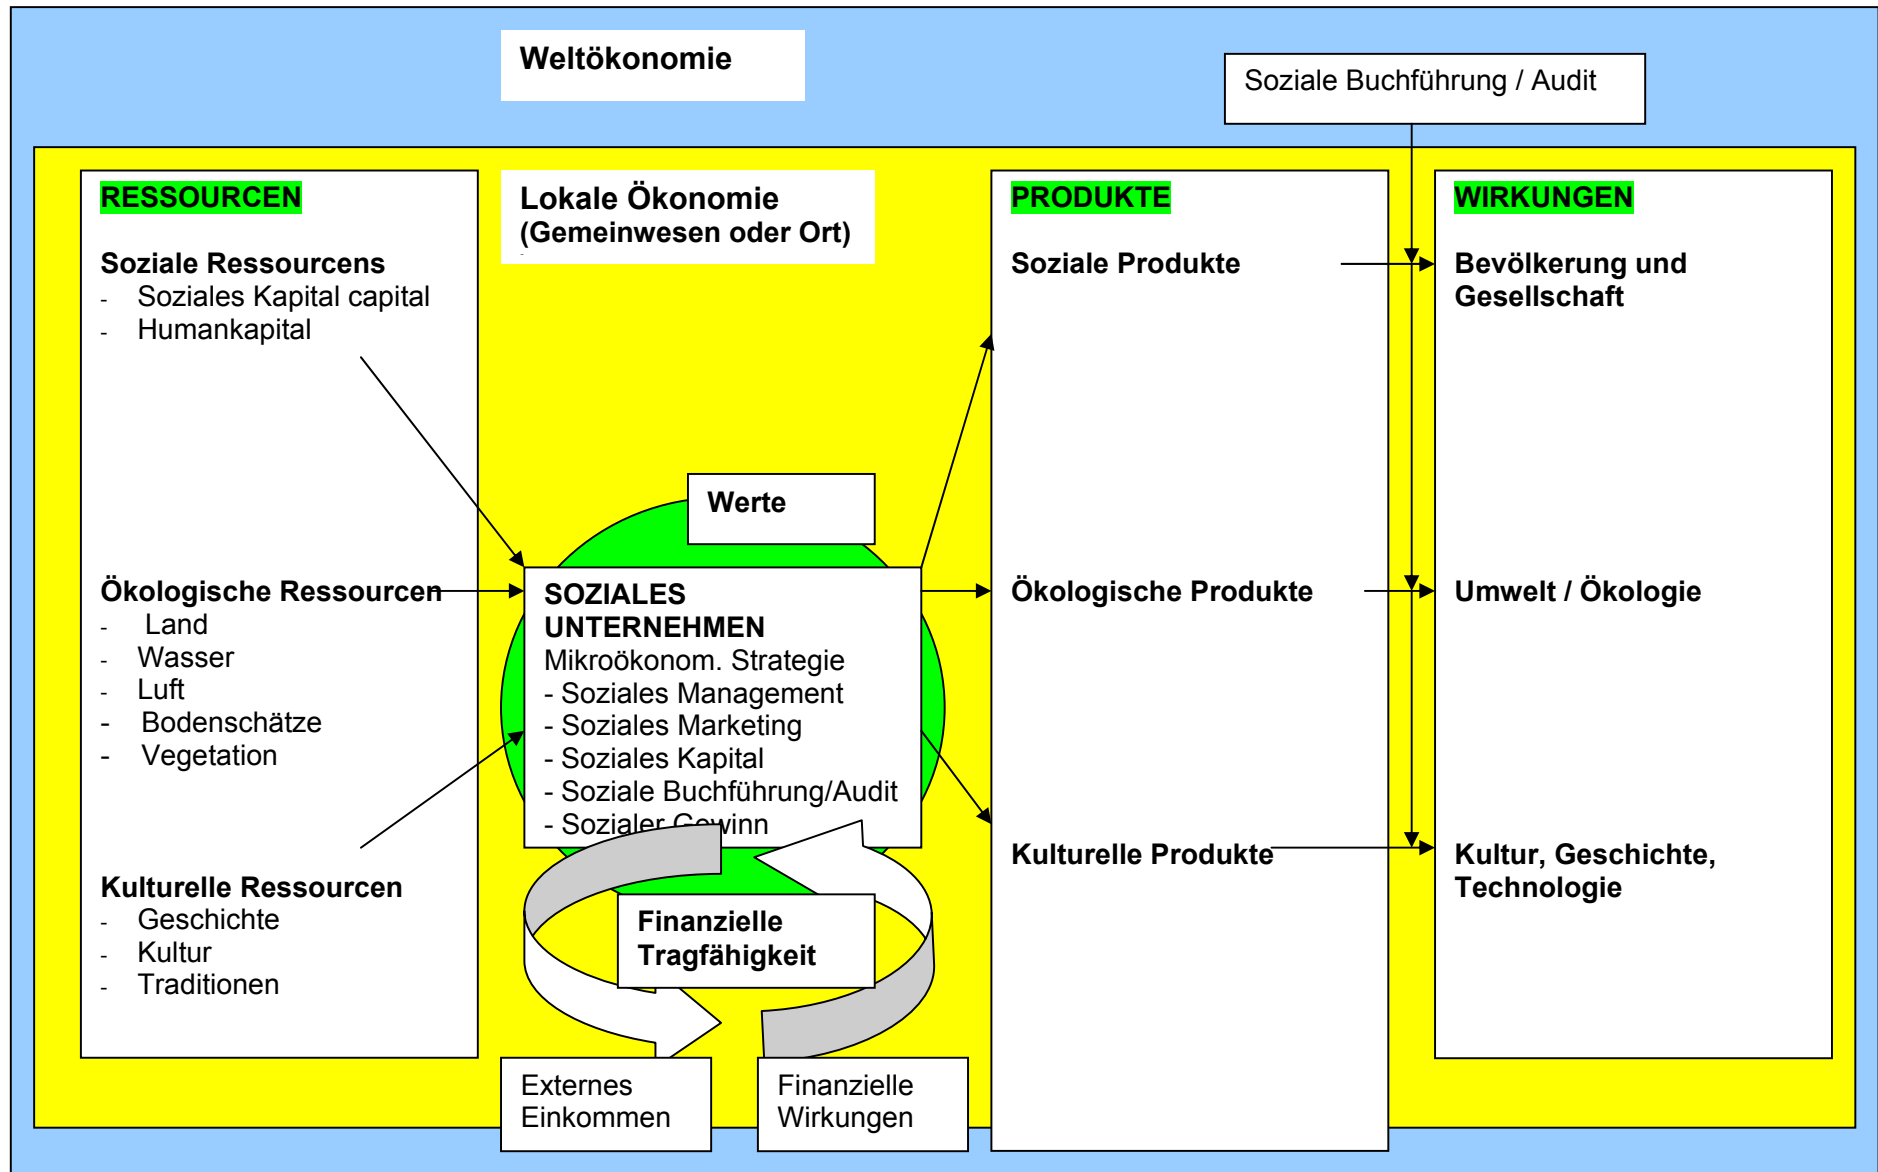 Weltökonomie
Soziale Buchführung / Audit
RESSOURCEN
Soziale Ressourcens
- Soziales Kapital capital
- Humankapital
Ökologische Ressourcen
- Land
- Wasser
- Luft
- Bodenschätze
- Vegetation
Kulturelle Ressourcen
- Geschichte
- Kultur
- Traditionen
Lokale Ökonomie
(Gemeinwesen oder Ort)
-
Werte
SOZIALES
UNTERNEHMEN
Mikroökonom. Strategie
- Soziales Management
- Soziales Marketing
- Soziales Kapital
- Soziale Buchführung/Audit
- Sozialer Gewinn
Finanzielle
Tragfähigkeit
Externes
Einkommen
Finanzielle
Wirkungen
PRODUKTE
Soziale Produkte
Ökologische Produkte
Kulturelle Produkte
WIRKUNGEN
Bevölkerung und
Gesellschaft
Umwelt / Ökologie
Kultur, Geschichte,
Technologie